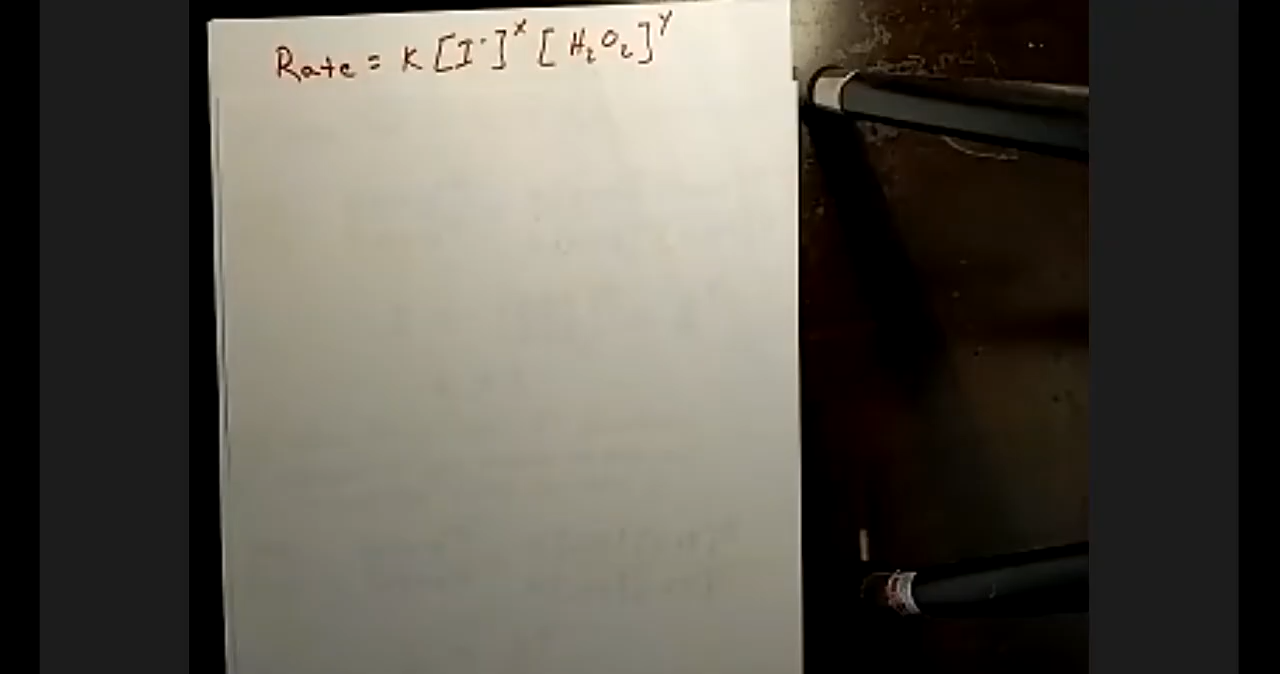 Rate = K [I⁻]ˣ [H₂O₂]ʸ